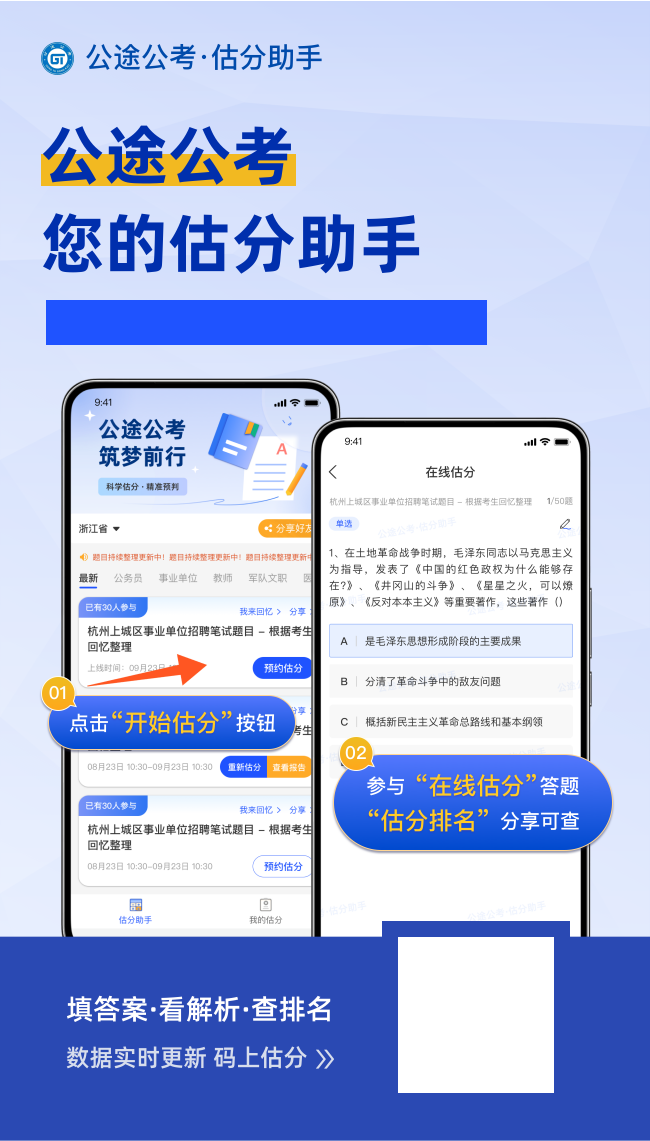 公途公考·估分助手
公途公考
您的估分助手
9:41
公途公考
筑梦前行
科学估分·精准预判
A
浙江省
分享好友
题目持续整理更新中! 题目持续整理更新中! 题目持续整理更新中
最新 公务员 事业单位 教师 军队文职 医
已有30人参与
我来回忆 > 分享 >
杭州上城区事业单位招聘笔试题目 - 根据考生
回忆整理
上线时间: 09月23日
预约估分
01
点击“开始估分”按钮
分享 >
08月23日 10:30-09月23日 10:30
重新估分 查看报告
已有30人参与
我来回忆 > 分享 >
杭州上城区事业单位招聘笔试题目 - 根据考生
回忆整理
08月23日 10:30-09月23日 10:30
预约估分
估分助手 我的估分
9:41
在线估分
杭州上城区事业单位招聘笔试题目 - 根据考生回忆整理 1/50题
单选
1、在土地革命战争时期，毛泽东同志以马克思主义
为指导，发表了《中国的红色政权为什么能够存
在?》、《井冈山的斗争》、《星星之火，可以燎
原》、《反对本本主义》等重要著作，这些著作（）
A 是毛泽东思想形成阶段的主要成果
B 分清了革命斗争中的敌友问题
C 概括新民主主义革命总路线和基本纲领
02
参与“在线估分”答题
“估分排名”分享可查
公途公考·估分助手
填答案·看解析·查排名
数据实时更新 码上估分